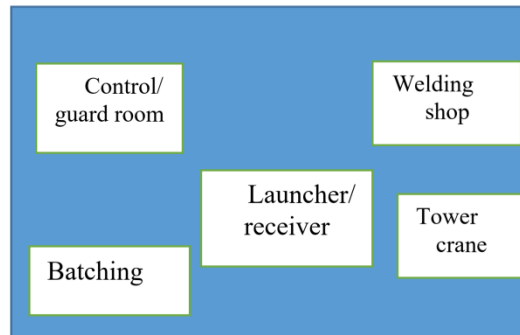 Control/
guard room
Welding
shop
Launcher/
receiver
Tower
crane
Batching